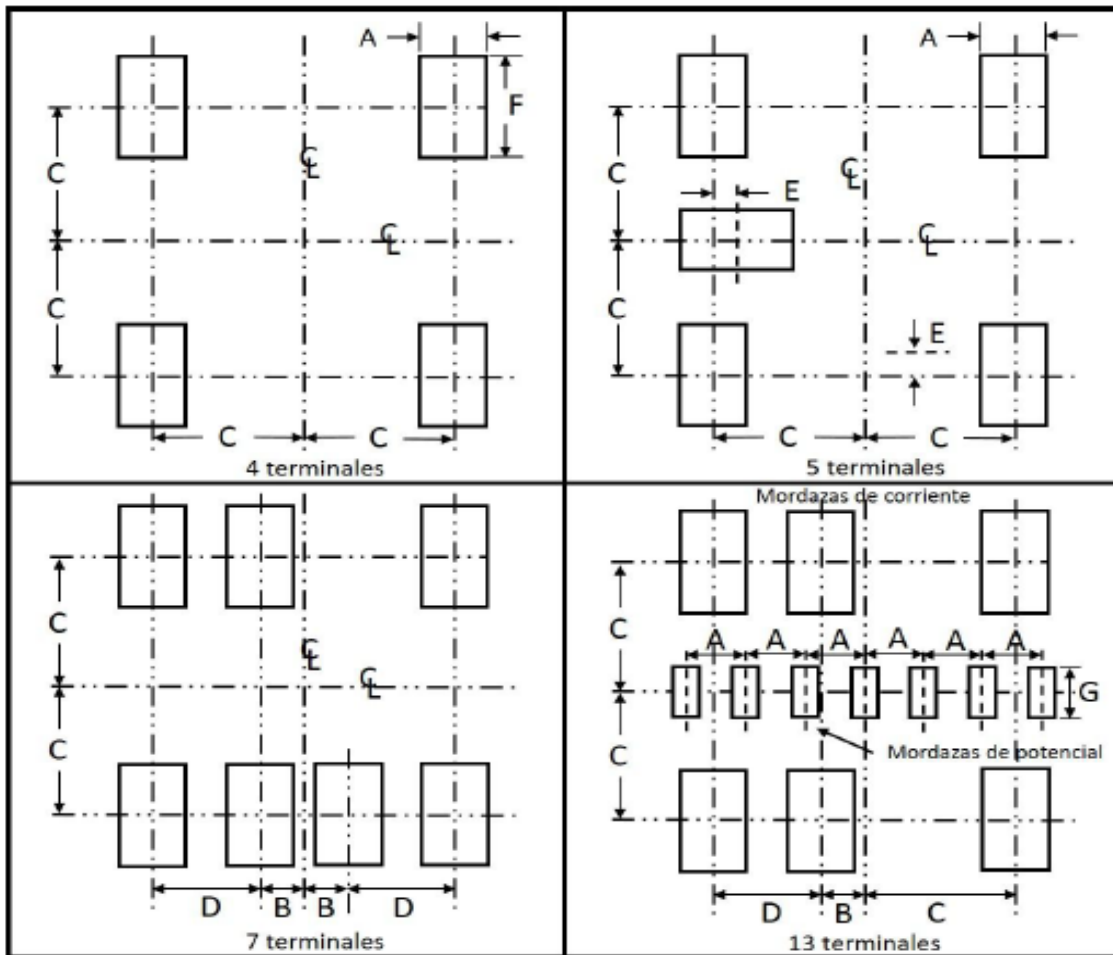 A
F
C
C
℄
℄
C
C
4 terminales
A
C
C
℄
E
℄
E
C
C
5 terminales
C
C
℄
℄
D
B
B
D
7 terminales
Mordazas de corriente
C
C
A
A
A
A
A
A
G
Mordazas de potencial
D
B
C
13 terminales